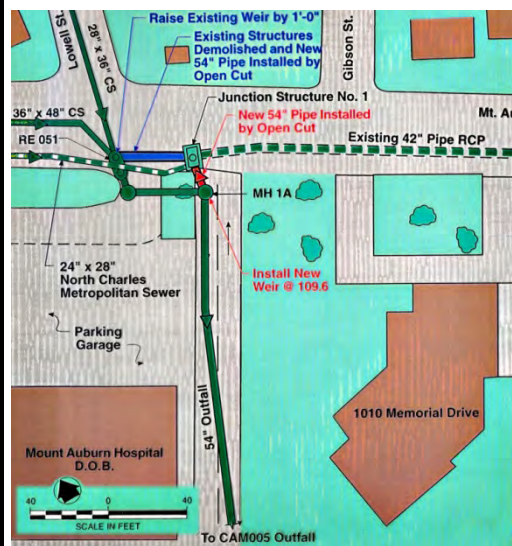 Lowell St.
28" x 36" CS
Raise Existing Weir by 1'-0"
Existing Structures
Demolished and New
54" Pipe Installed by
Open Cut
Gibson St.
Junction Structure No. 1
36" x 48" CS
RE 051
New 54" Pipe Installed
by Open Cut
Mt. Au
Existing 42" Pipe RCP
MH 1A
24" x 28"
North Charles
Metropolitan Sewer
Install New
Weir @ 109.6
Parking
Garage
54" Outfall
1010 Memorial Drive
Mount Auburn Hospital
D.O.B.
40 0 40
SCALE IN FEET
To CAM005 Outfall